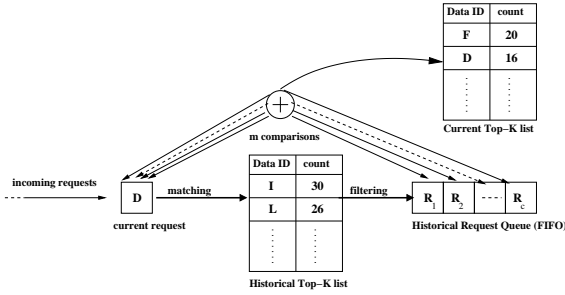 Data ID count
F 20
D 16
Current Top−K list
m comparisons
incoming requests
D
current request
matching
Data ID count
I 30
L 26
Historical Top−K list
filtering
R1 R2 Rc
Historical Request Queue (FIFO)